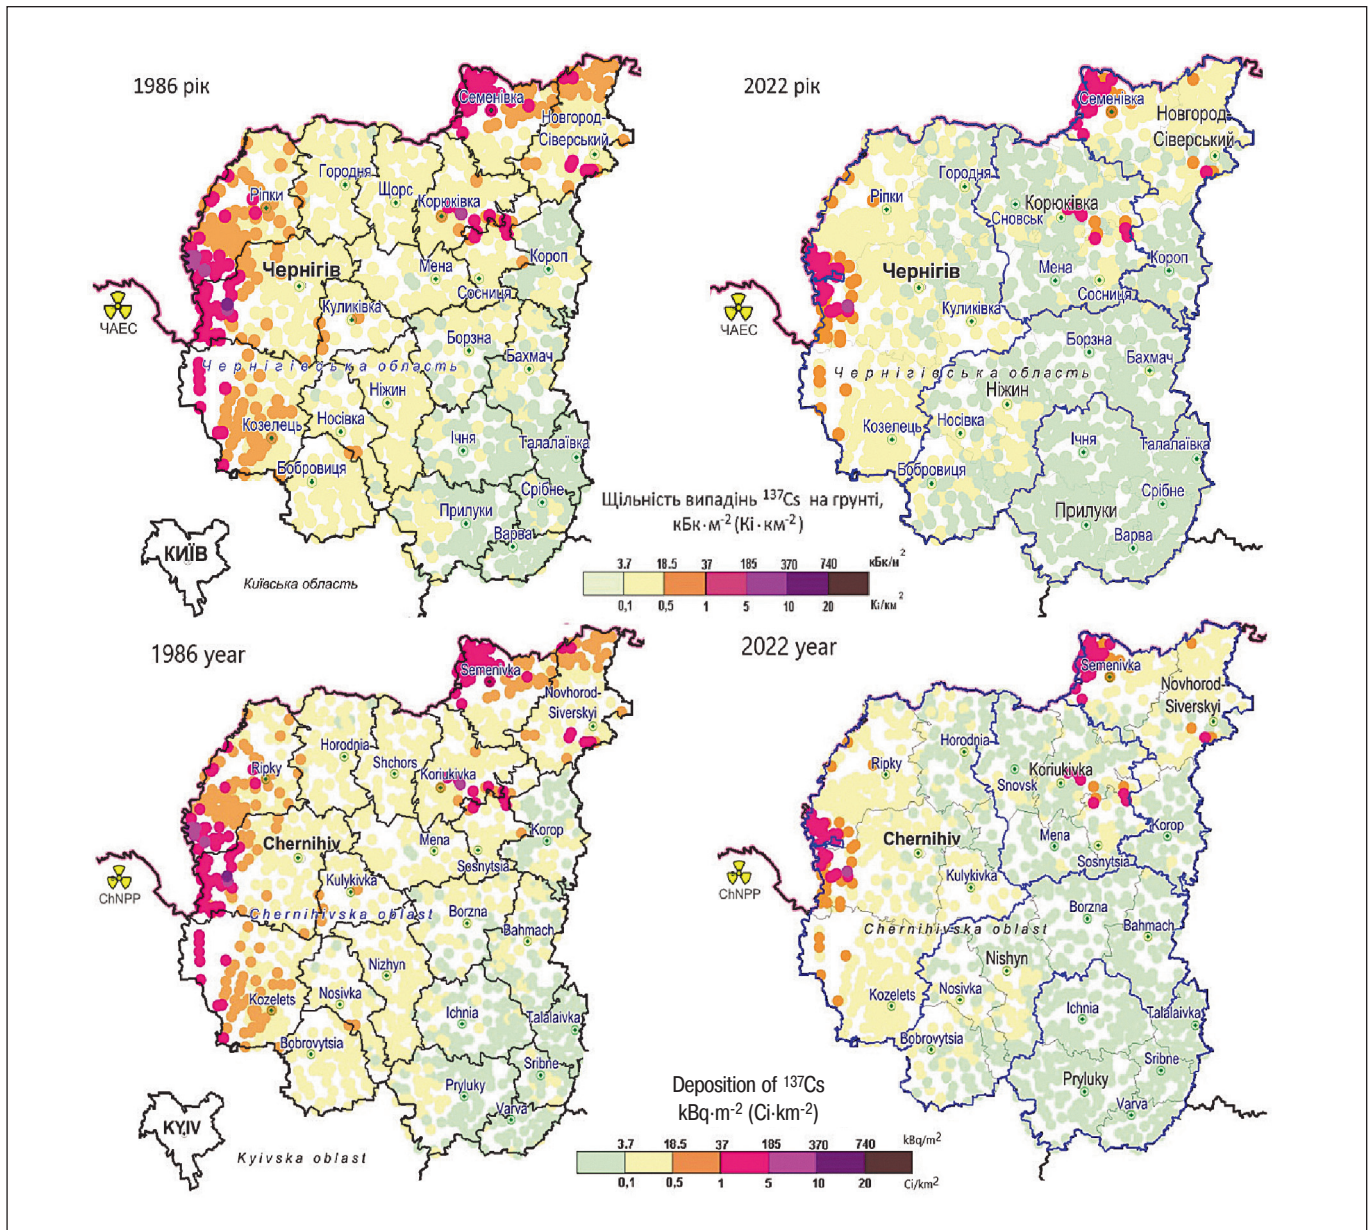 1986 рік
Семенівка
Новгород-
Сіверський
Городня
Щорс
Ріпки
Корюківка
Короп
Чернігів
Мена
Сосниця
ЧАЕС
Куликівка
Борзна
Бахмач
Чернігівська область
Ніжин
Козелець
Носівка
Ічня
Талалаївка
Бобровиця
Срібне
Прилуки
Варва
КИЇВ
Київська область
2022 рік
Семенівка
Новгород-
Сіверський
Городня
Ріпки
Корюківка
Сновськ
Чернігів
Мена
Короп
Сосниця
ЧАЕС
Куликівка
Борзна
Бахмач
Чернігівська область
Ніжин
Козелець
Носівка
Ічня
Талалаївка
Бобровиця
Срібне
Прилуки
Варва
Щільність випадінь ¹³⁷Cs на грунті,
кБк·м⁻² (Кі·км⁻²)
3.7 18.5 37 185 370 740 кБк/м²
0,1 0,5 1 5 10 20 Кі/км²
1986 year
Semenivka
Novhorod-
Siverskyi
Horodnia
Shchors
Ripky
Koriukivka
Chernihiv
Mena
Korop
Sosnytsia
ChNPP
Kulykivka
Chernihivska oblast
Borzna
Bahmach
Nizhyn
Kozelets
Nosivka
Ichnia
Talalaivka
Bobrovytsia
Sribne
Pryluky
Varva
KYIV
Kyivska oblast
2022 year
Semenivka
Novhorod-
Siverskyi
Horodnia
Ripky
Koriukivka
Snovsk
Chernihiv
Mena
Korop
Sosnytsia
ChNPP
Kulykivka
Borzna
Chernihivska oblast
Bahmach
Nishyn
Kozelets
Nosivka
Ichnia
Talalaivka
Bobrovytsia
Sribne
Pryluky
Varva
Deposition of ¹³⁷Cs
kBq·m⁻² (Ci·km⁻²)
3.7 18.5 37 185 370 740 kBq/m²
0,1 0,5 1 5 10 20 Ci/km²